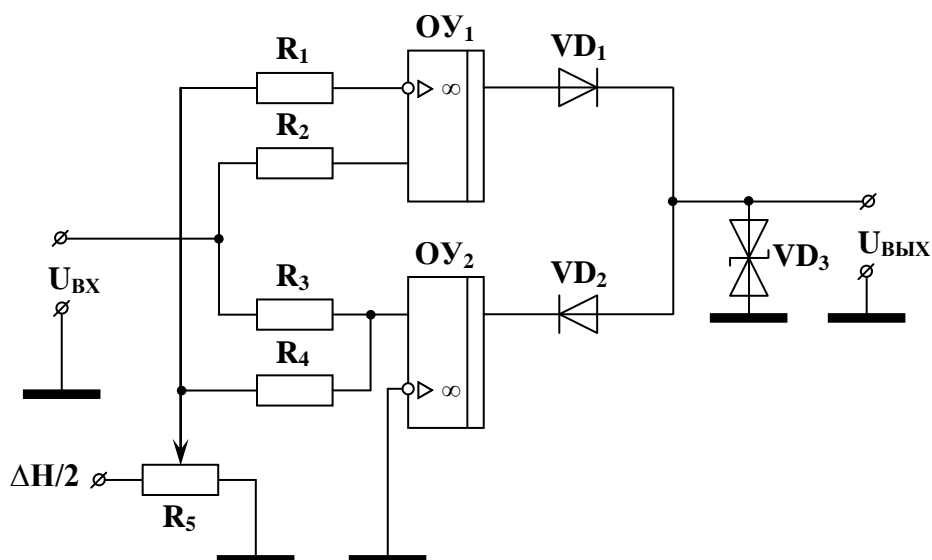 ОУ₁
VD₁
R₁
∞
R₂
U_ВХ
R₃
ОУ₂
VD₂
VD₃
U_ВЫХ
R₄
∞
ΔH/2
R₅